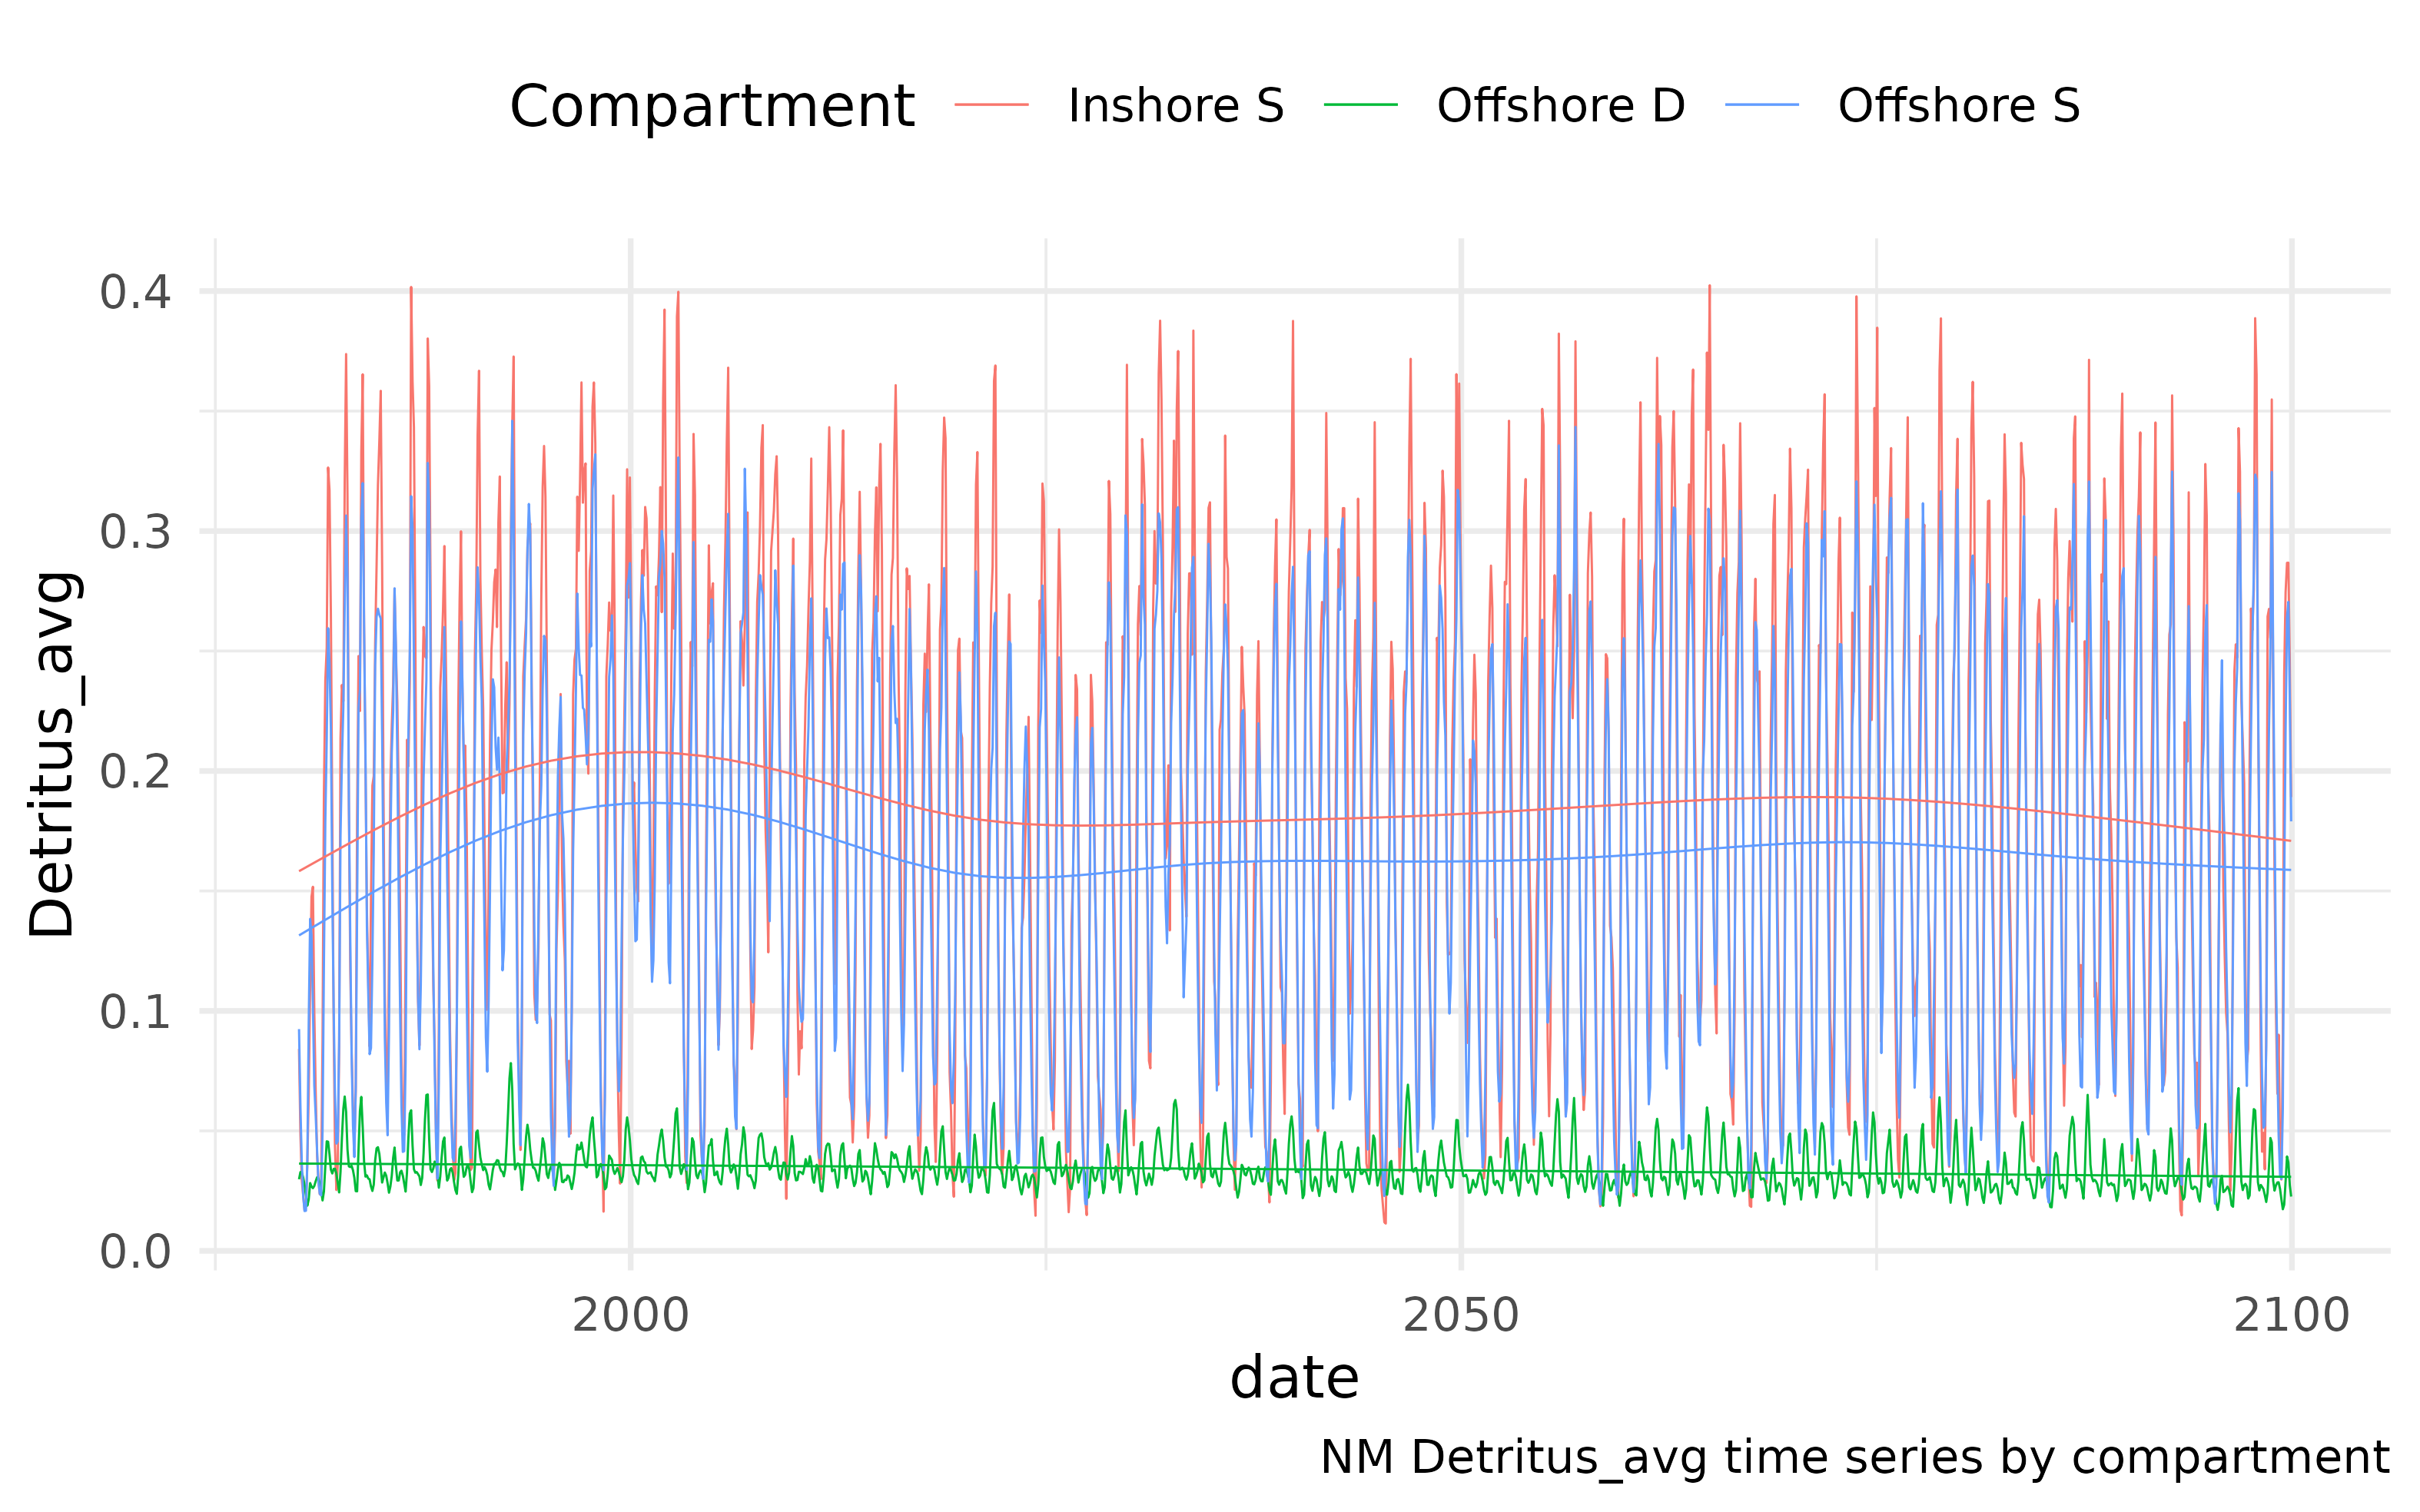 Compartment Inshore S Offshore D Offshore S
0.4
0.3
0.2
0.1
0.0
Detritus_avg
2000 2050 2100
date
NM Detritus_avg time series by compartment